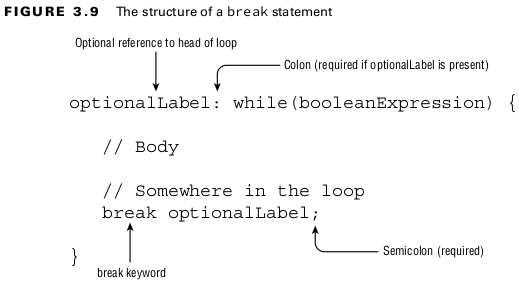 FIGURE 3.9 The structure of a break statement
Optional reference to head of loop
Colon (required if optionalLabel is present)
optionalLabel: while(booleanExpression) {
// Body
// Somewhere in the loop
break optionalLabel;
Semicolon (required)
}
break keyword